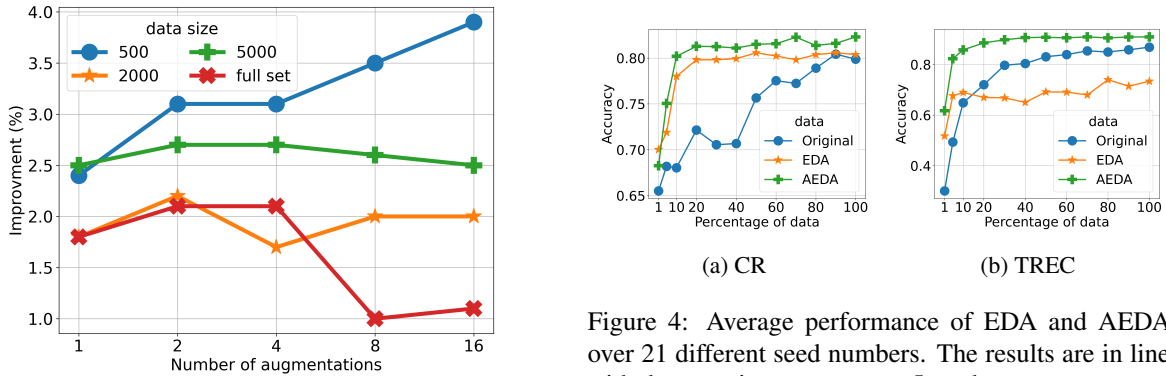 Improvment (%)
4.0
3.5
3.0
2.5
2.0
1.5
1.0
data size
500
5000
2000
full set
1 2 4 8 16
Number of augmentations
Accuracy
0.80
0.75
0.70
0.65
data
Original
EDA
AEDA
1 10 20 40 60 80 100
Percentage of data
(a) CR
Accuracy
0.8
0.6
0.4
data
Original
EDA
AEDA
1 10 20 40 60 80 100
Percentage of data
(b) TREC
Figure 4: Average performance of EDA and AEDA
over 21 different seed numbers. The results are in line